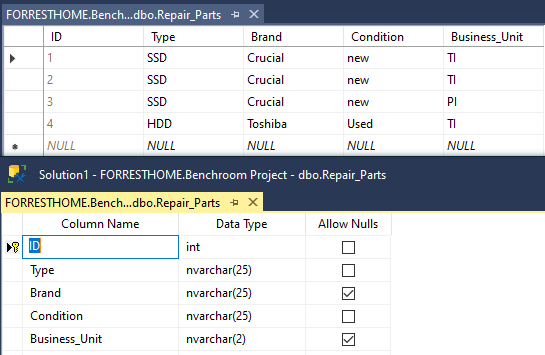 FORRESTHOME.Bench...dbo.Repair_Parts
ID Type Brand Condition Business_Unit
1 SSD Crucial new TI
2 SSD Crucial new TI
3 SSD Crucial new PI
4 HDD Toshiba Used TI
NULL NULL NULL NULL NULL
Solution1 - FORRESTHOME.Benchroom Project - dbo.Repair_Parts
FORRESTHOME.Bench...dbo.Repair_Parts
Column Name Data Type Allow Nulls
ID int
Type nvarchar(25)
Brand nvarchar(25)
Condition nvarchar(25)
Business_Unit nvarchar(2)